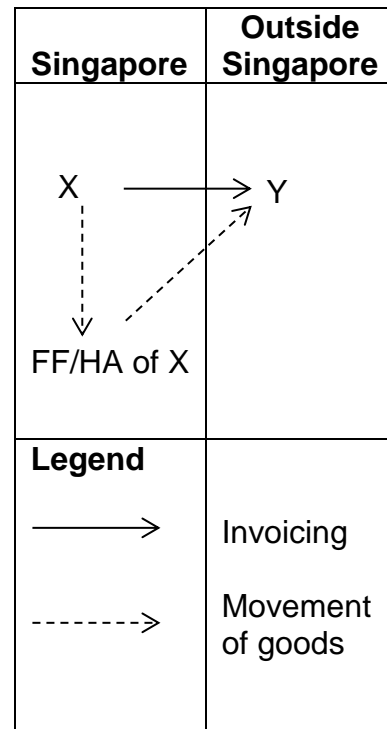 Singapore
Outside
Singapore
X
Y
FF/HA of X
Legend
Invoicing
Movement
of goods